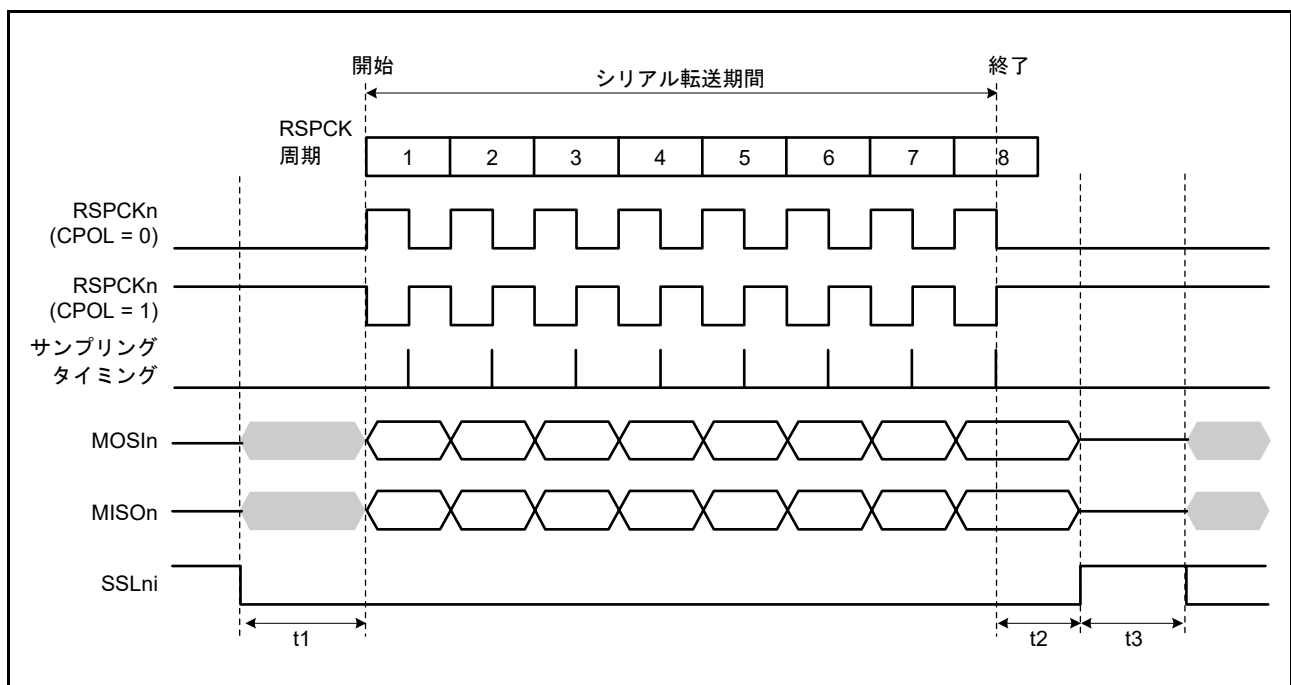 開始
シリアル転送期間
終了
RSPCK
周期
1 2 3 4 5 6 7 8
RSPCKn
(CPOL = 0)
RSPCKn
(CPOL = 1)
サンプリング
タイミング
MOSIn
MISOn
SSLni
t1
t2
t3